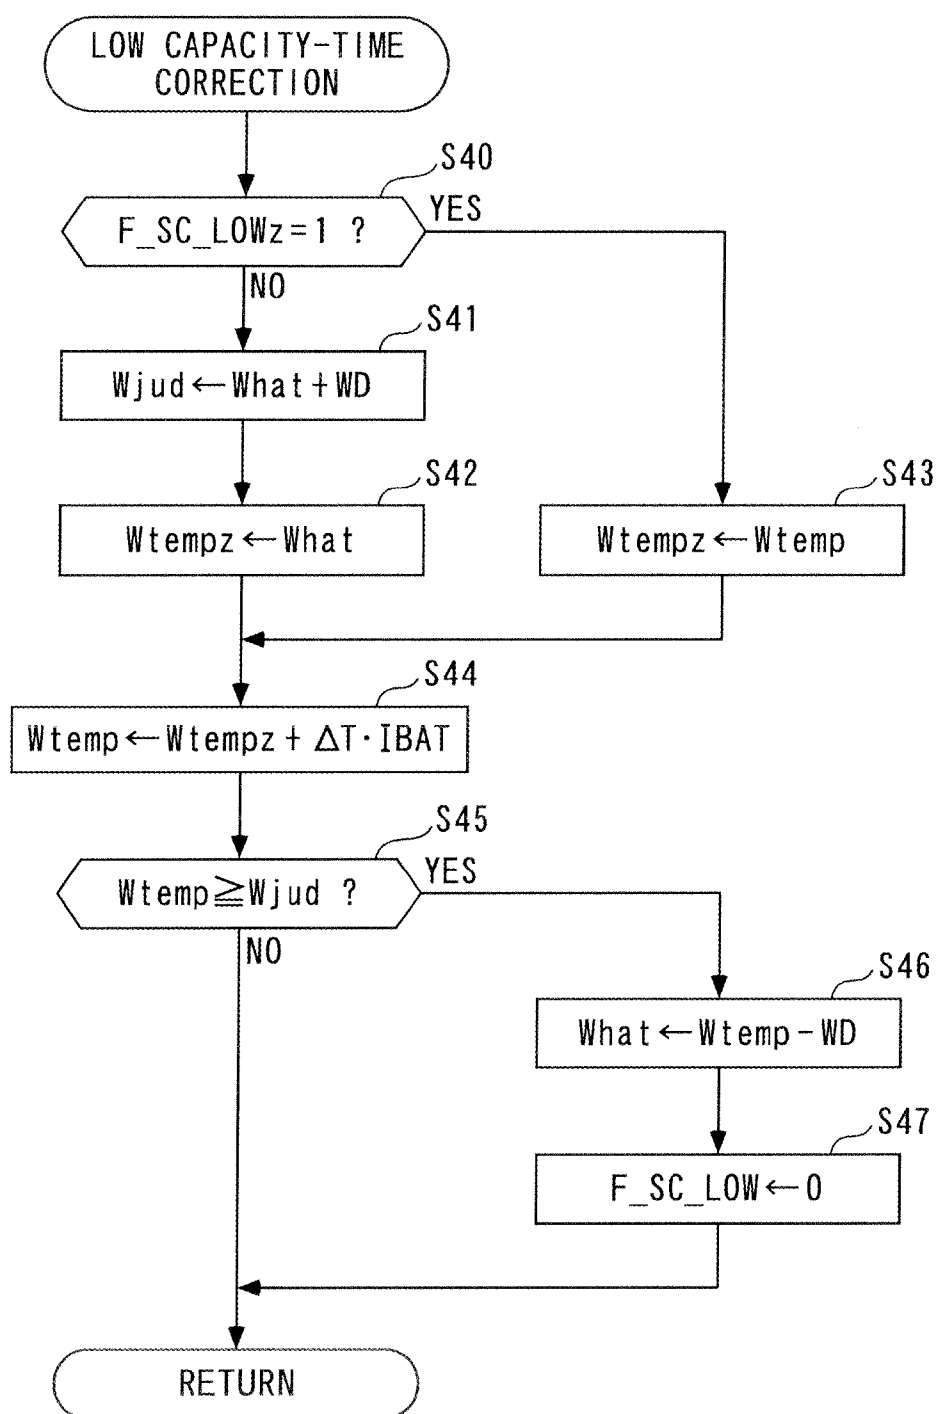 LOW CAPACITY-TIME
CORRECTION
S40
F_SC_LOWz=1 ?
YES
NO
S41
Wjud←What+WD
S42
Wtempz←What
S43
Wtempz←Wtemp
S44
Wtemp←Wtempz+ΔT·IBAT
S45
Wtemp≧Wjud ?
YES
NO
S46
What←Wtemp-WD
S47
F_SC_LOW←0
RETURN